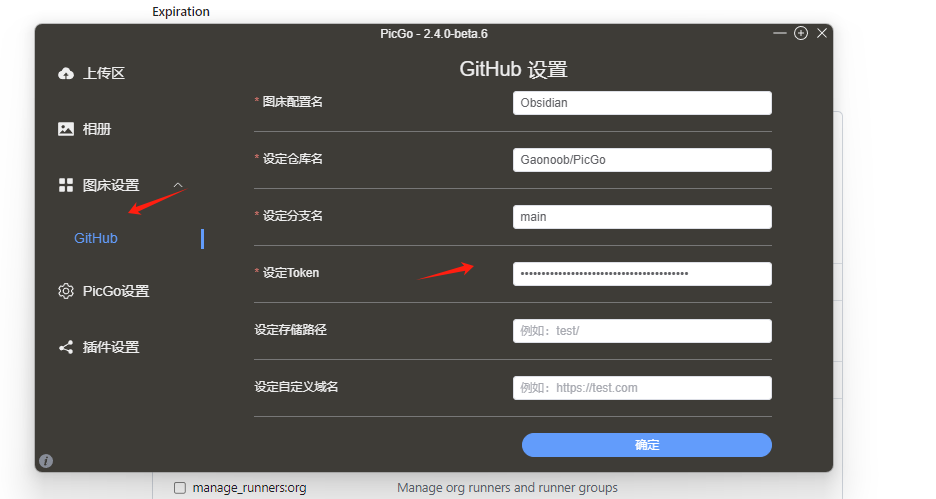 Expiration
PicGo - 2.4.0-beta.6
上传区
相册
图床设置
GitHub
PicGo设置
插件设置
GitHub 设置
* 图床配置名
Obsidian
* 设定仓库名
Gaonoob/PicGo
* 设定分支名
main
* 设定Token
••••••••••••••••••••••••••••••••••••••••
设定存储路径
例如：test/
设定自定义域名
例如：https://test.com
确定
manage_runners:org
Manage org runners and runner groups